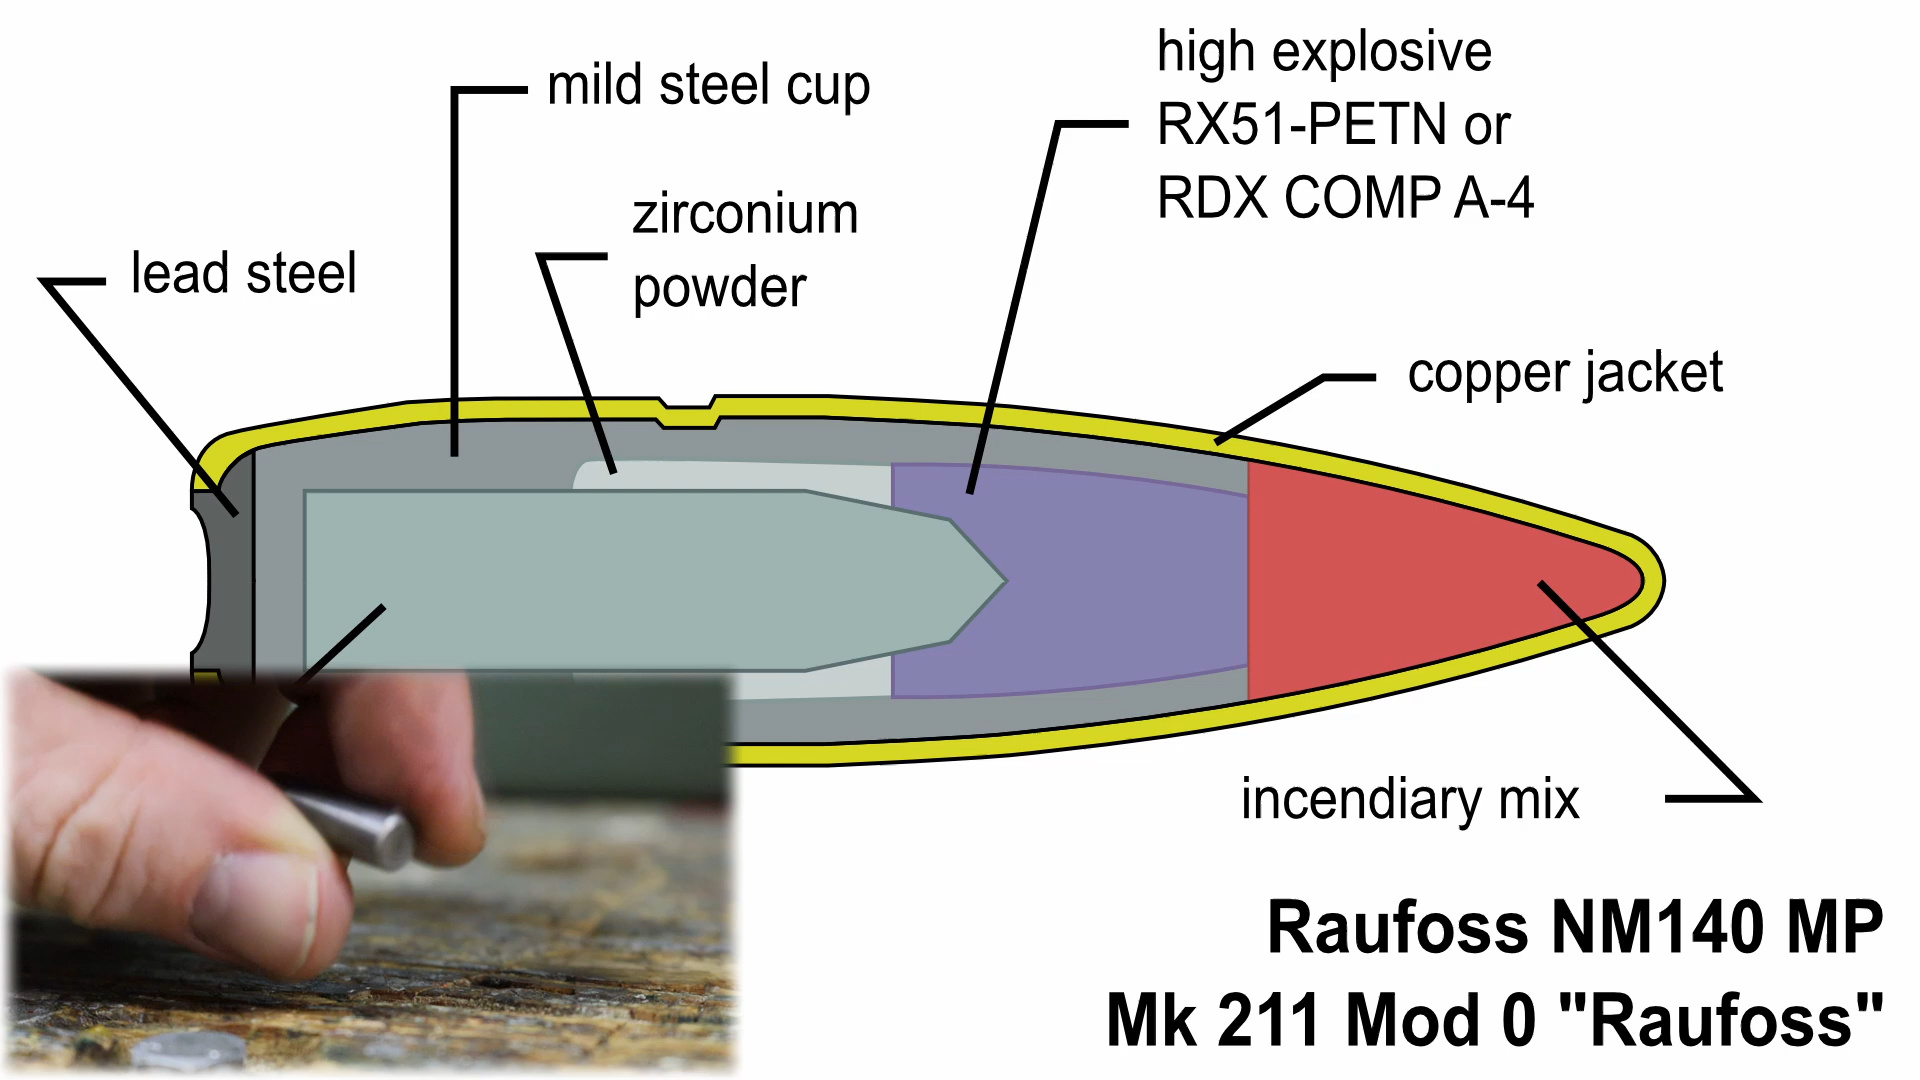 high explosive
RX51-PETN or
RDX COMP A-4
mild steel cup
zirconium
powder
lead steel
copper jacket
incendiary mix
Raufoss NM140 MP
Mk 211 Mod 0 "Raufoss"